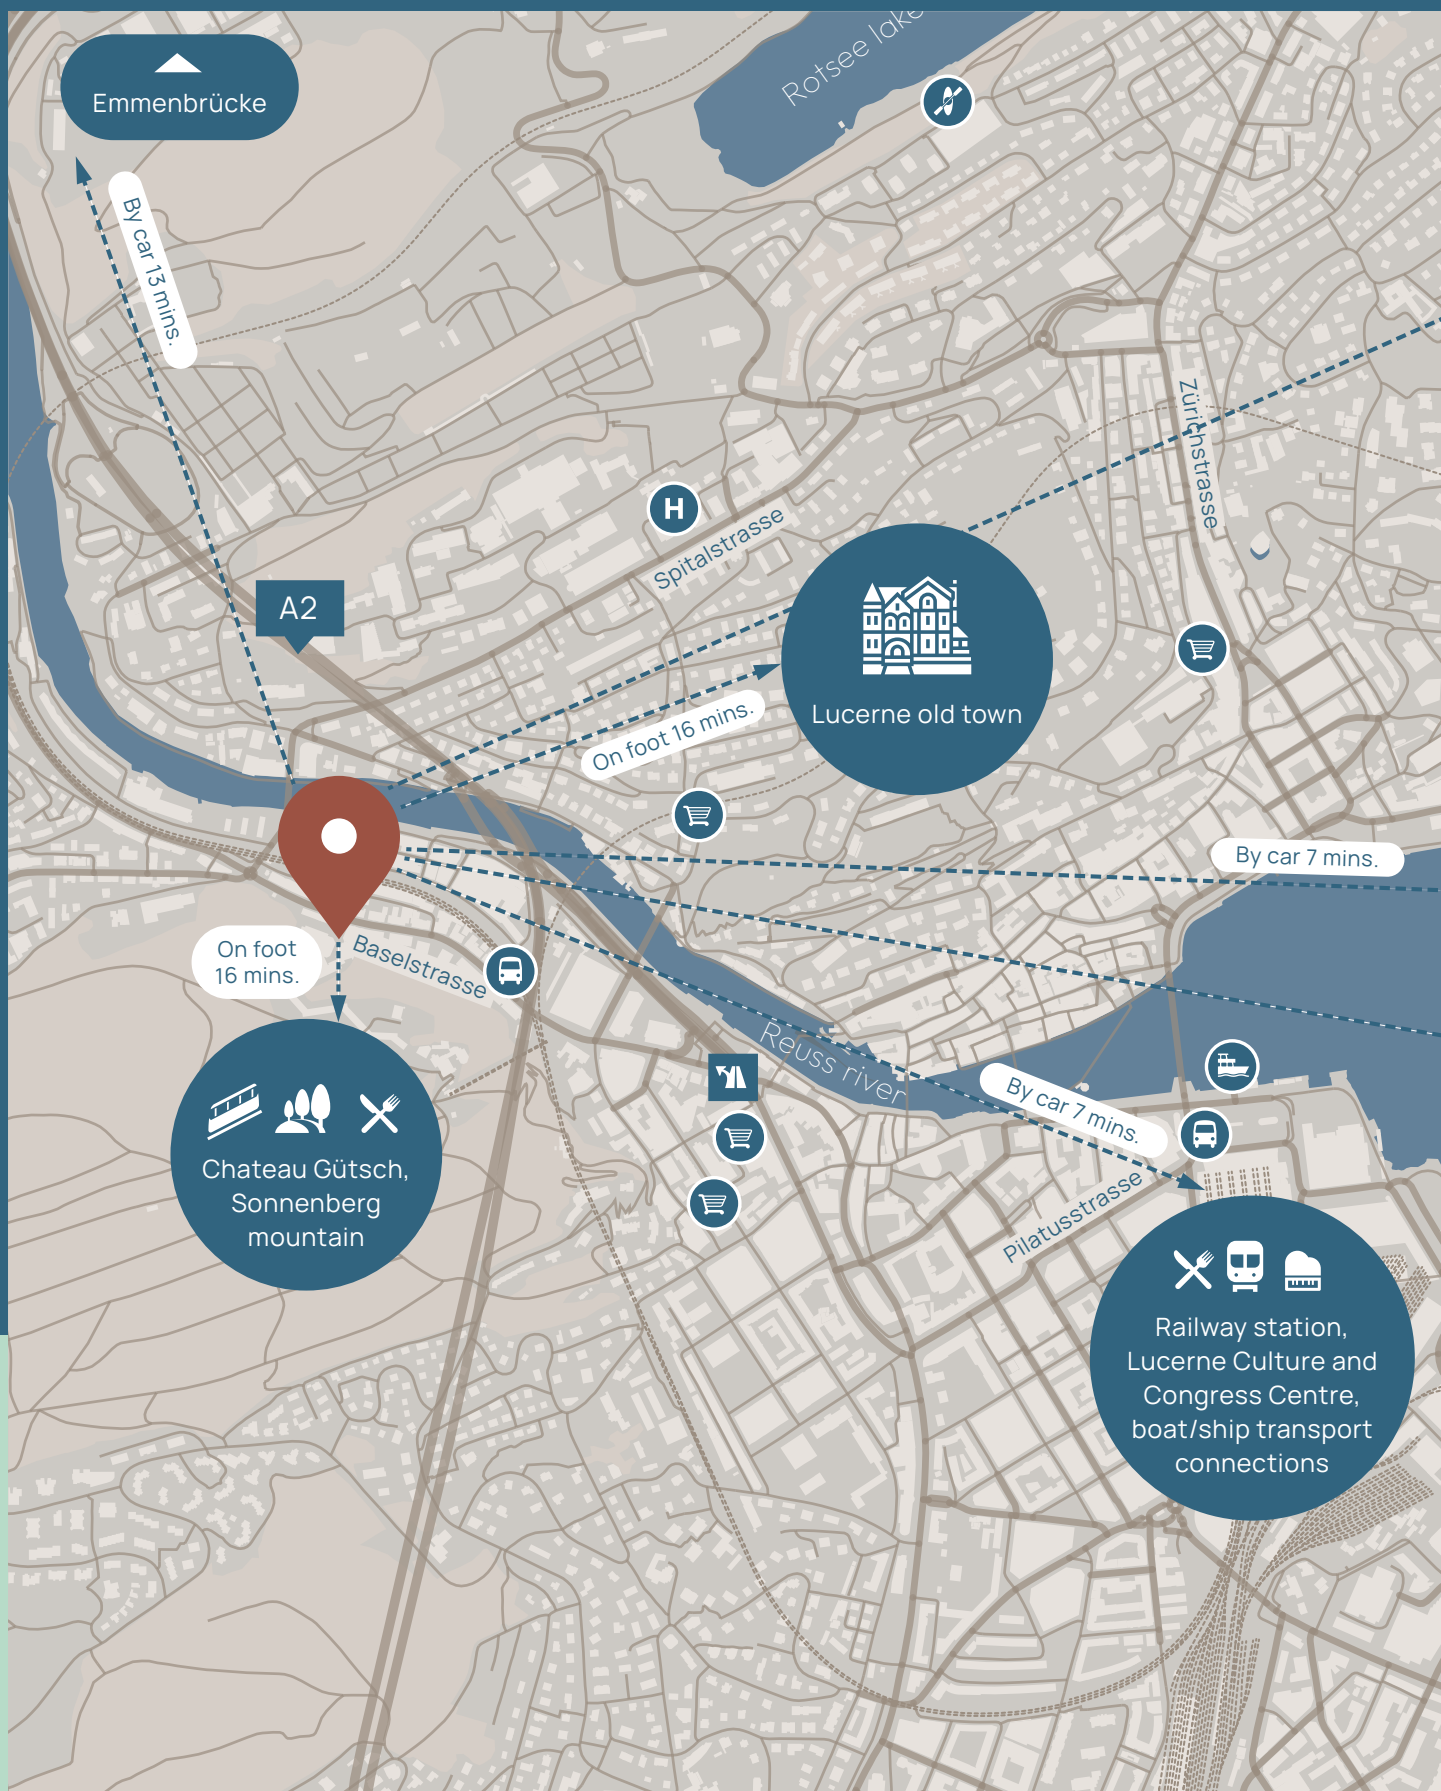 Rotsee lake
Emmenbrücke
By car 13 mins.
Zürichstrasse
H
Spitalstrasse
A2
Lucerne old town
On foot 16 mins.
By car 7 mins.
On foot
16 mins.
Baselstrasse
Reuss river
By car 7 mins.
Chateau Gütsch,
Sonnenberg
mountain
Pilatusstrasse
Railway station,
Lucerne Culture and
Congress Centre,
boat/ship transport
connections